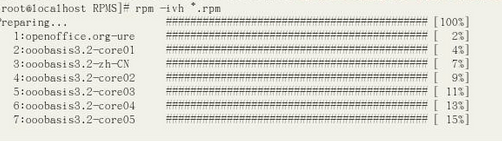 root@localhost RPMS]# rpm -ivh *.rpm
reparing... ########################################### [100%]
1:openoffice.org-ure ########################################### [ 2%]
2:ooobasis3.2-core01 ########################################### [ 4%]
3:ooobasis3.2-zh-CN ########################################### [ 7%]
4:ooobasis3.2-core02 ########################################### [ 9%]
5:ooobasis3.2-core03 ########################################### [ 11%]
6:ooobasis3.2-core04 ########################################### [ 13%]
7:ooobasis3.2-core05 ########################################### [ 15%]